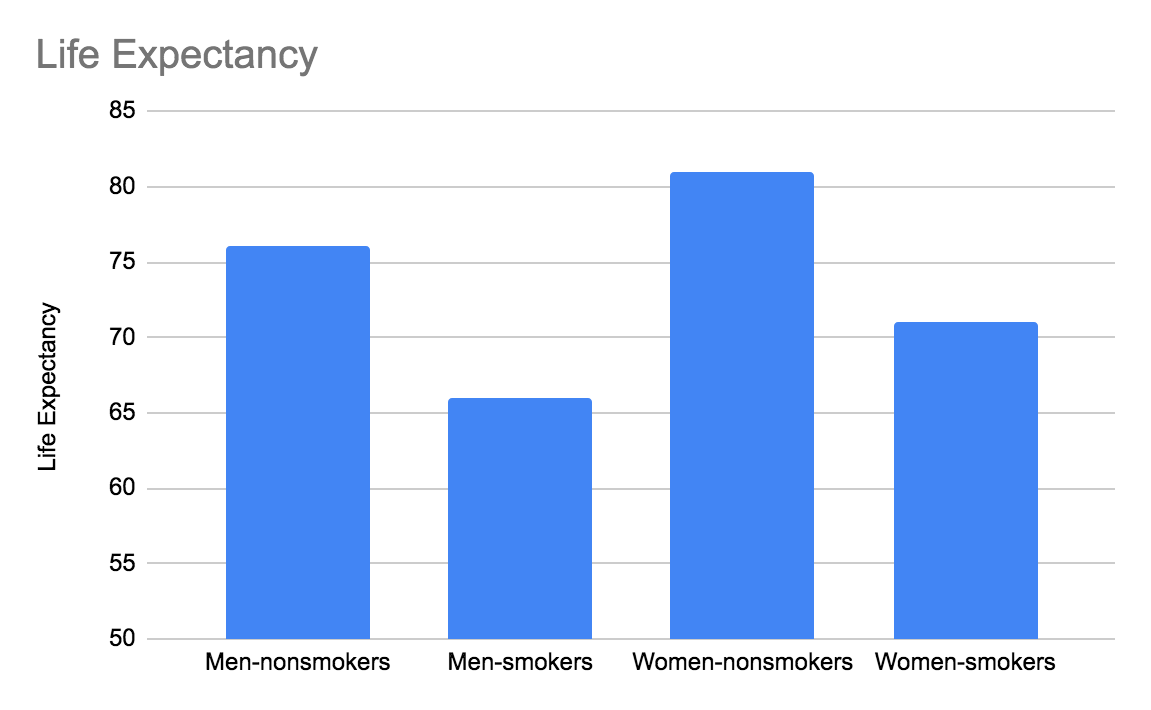 Life Expectancy
85
80
75
70
65
60
55
50
Life Expectancy
Men-nonsmokers
Men-smokers
Women-nonsmokers
Women-smokers